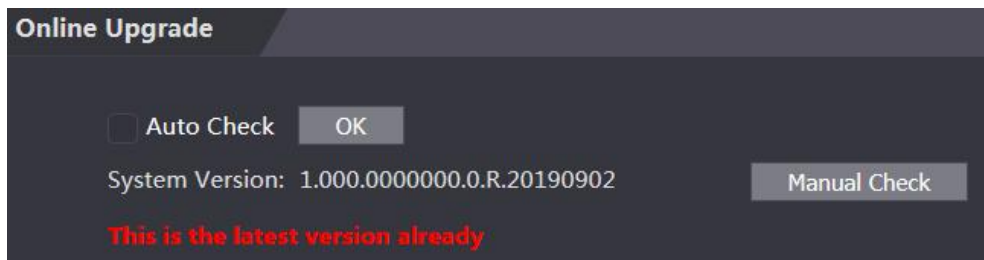 Online Upgrade
Auto Check OK
System Version: 1.000.0000000.0.R.20190902 Manual Check
This is the latest version already